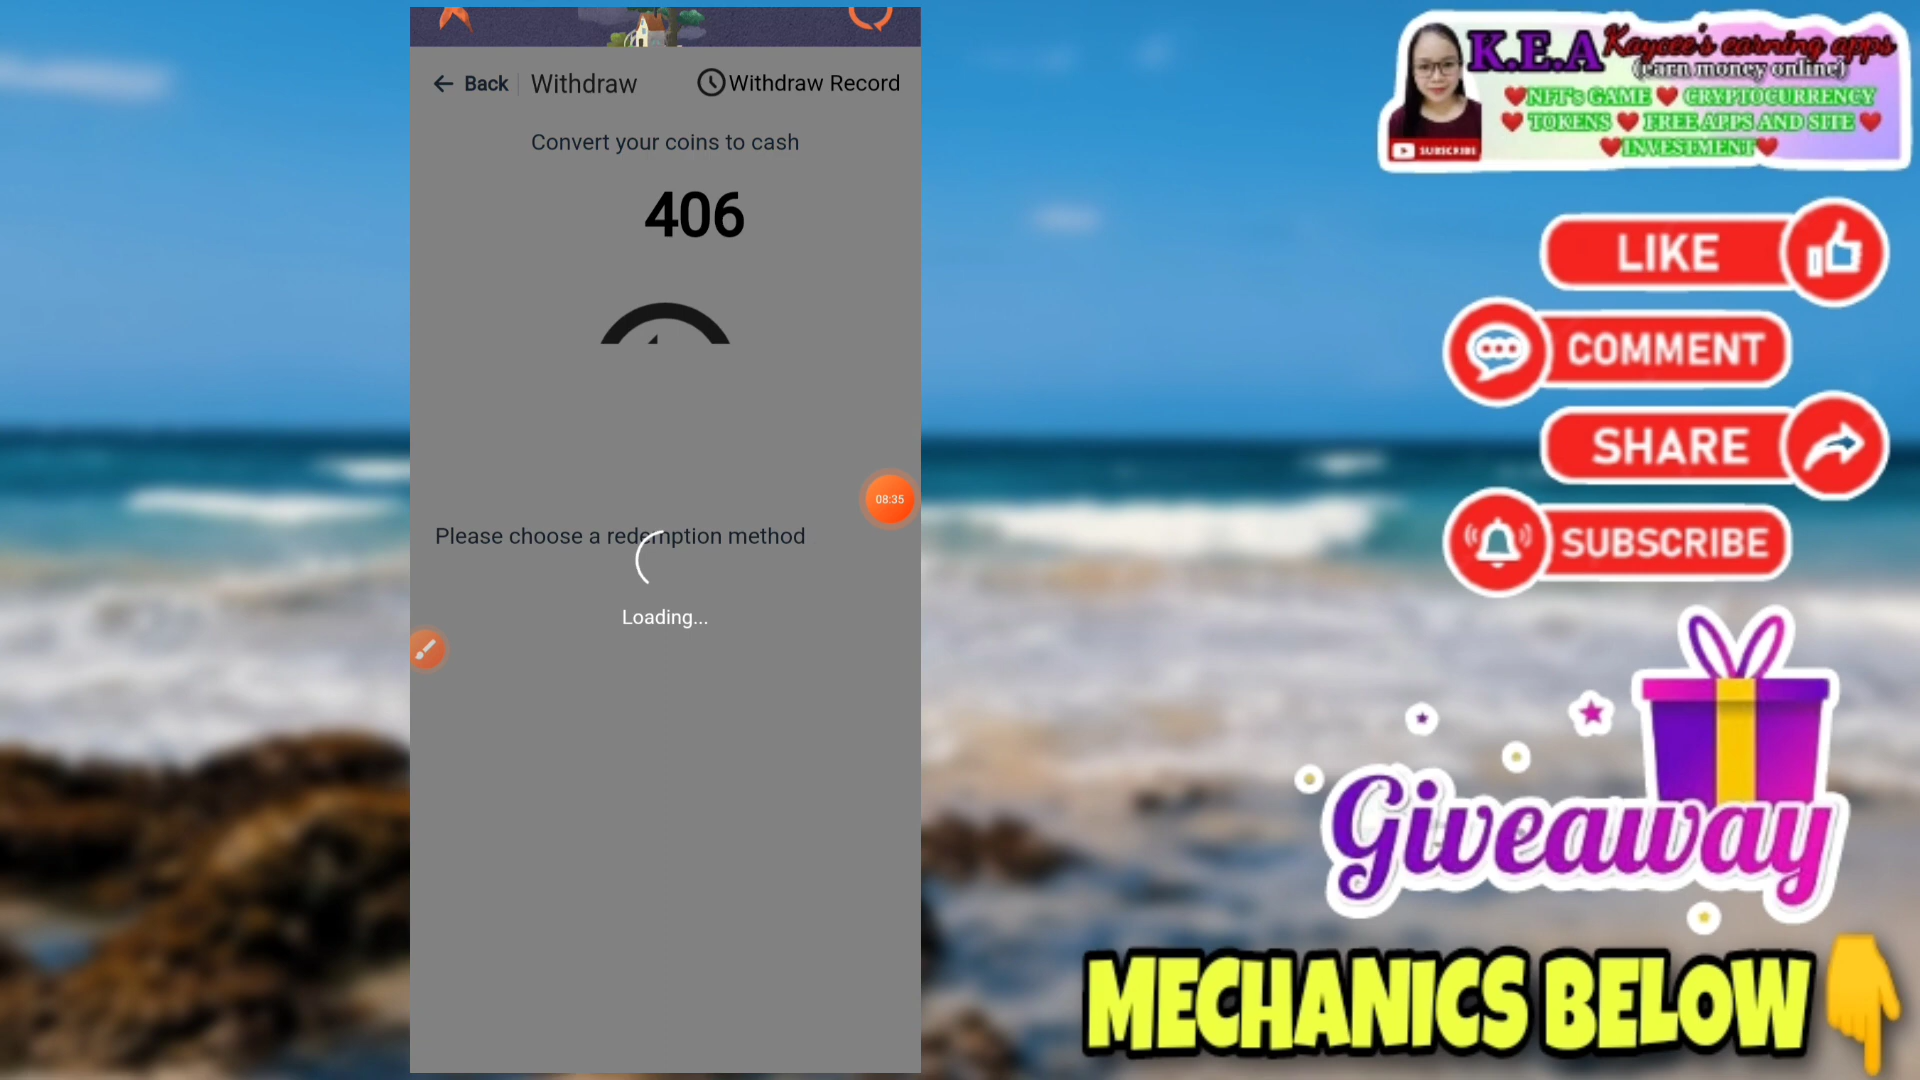 Back
Withdraw
Withdraw Record
Convert your coins to cash
406
08:35
Please choose a redemption method
Loading...
K.E.A Kaycee's earning apps
(earn money online)
NFT's GAME CRYPTOCURRENCY
TOKENS FREE APPS AND SITE
INVESTMENT
SUBSCRIBE
LIKE
COMMENT
SHARE
SUBSCRIBE
Giveaway
MECHANICS BELOW